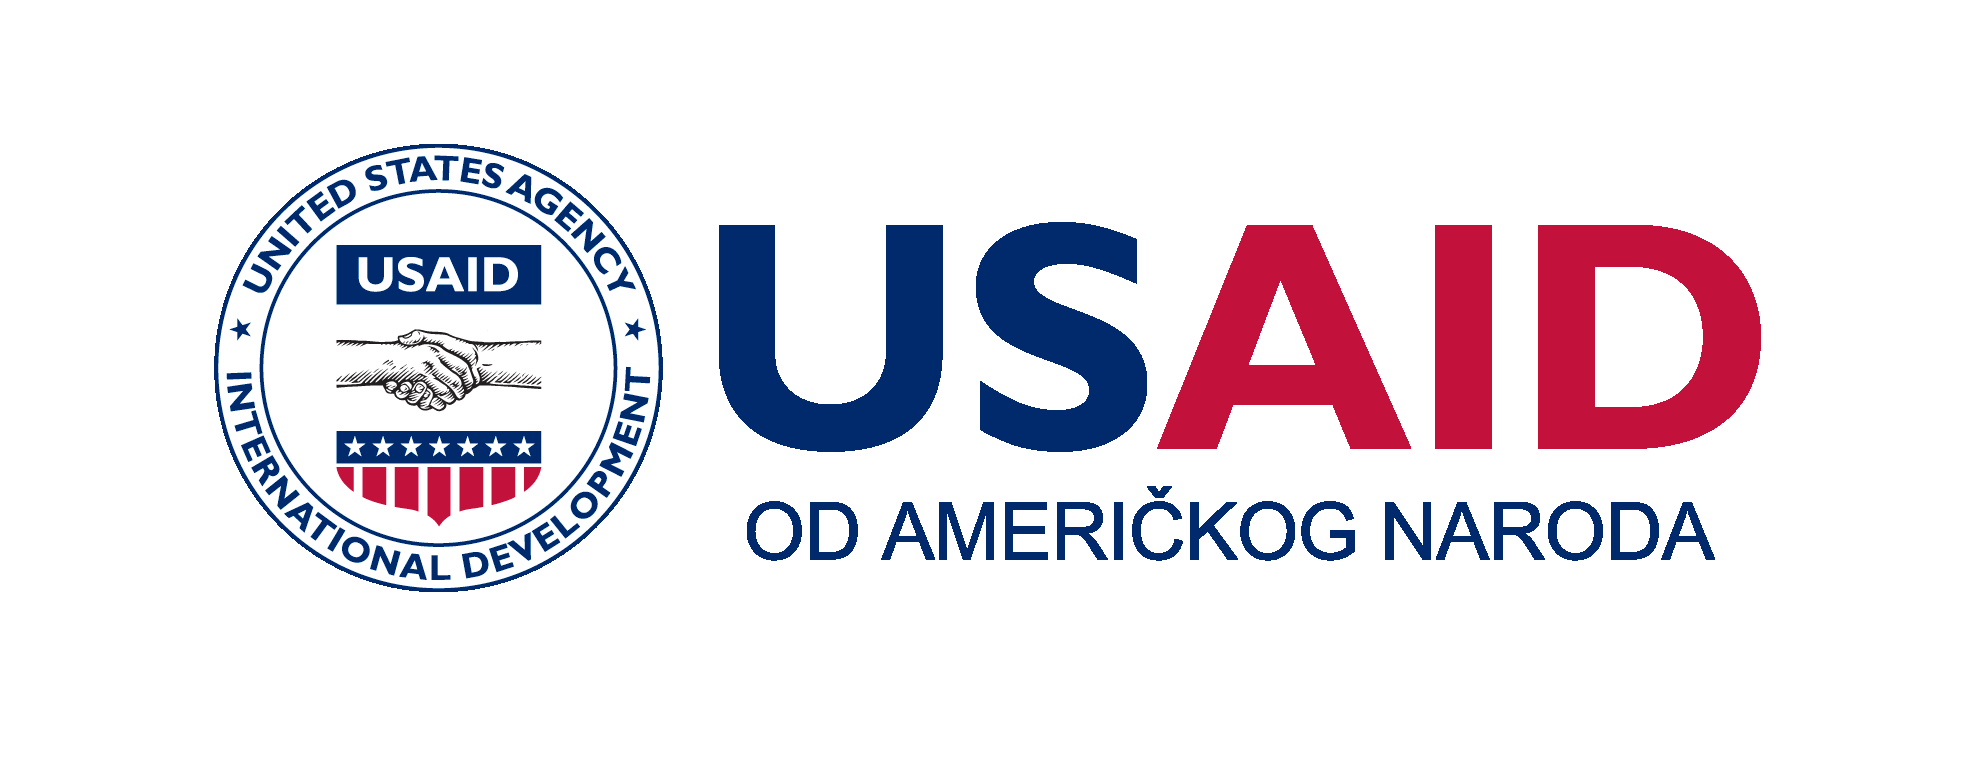 UNITED STATES AGENCY
INTERNATIONAL DEVELOPMENT
USAID
USAID
OD AMERIČKOG NARODA